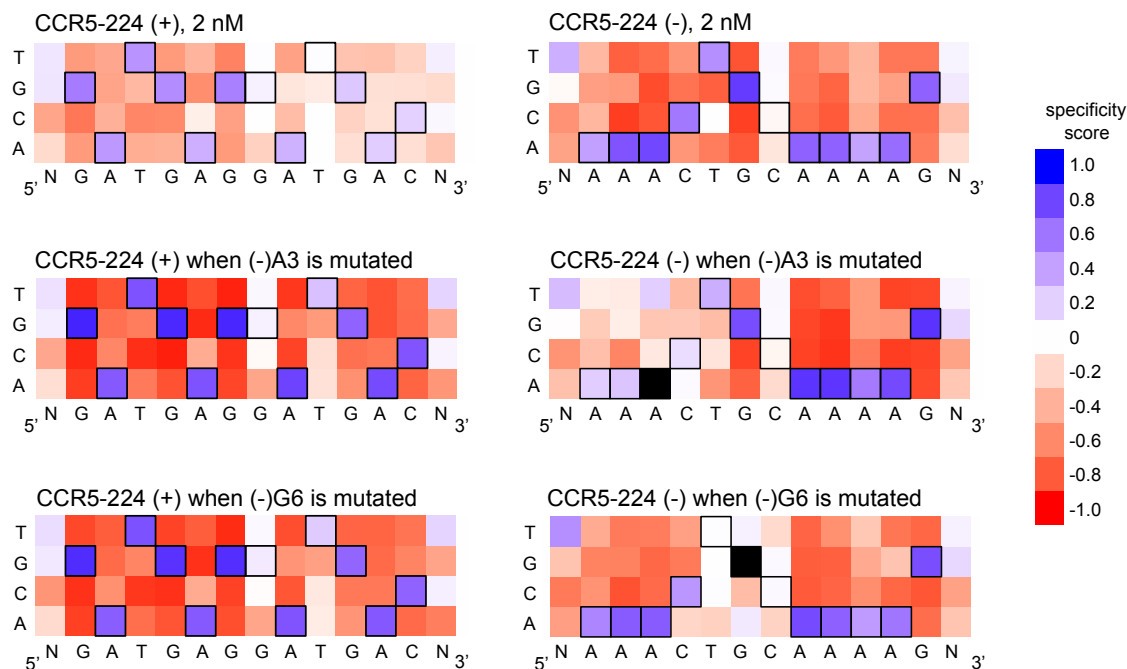 CCR5-224 (+), 2 nM
T
G
C
A
5’ N G A T G A G G A T G A C N 3’
CCR5-224 (-), 2 nM
T
G
C
A
5’ N A A A C T G C A A A A G N 3’
CCR5-224 (+) when (-)A3 is mutated
T
G
C
A
5’ N G A T G A G G A T G A C N 3’
CCR5-224 (-) when (-)A3 is mutated
T
G
C
A
5’ N A A A C T G C A A A A G N 3’
CCR5-224 (+) when (-)G6 is mutated
T
G
C
A
5’ N G A T G A G G A T G A C N 3’
CCR5-224 (-) when (-)G6 is mutated
T
G
C
A
5’ N A A A C T G C A A A A G N 3’
specificity
score
1.0
0.8
0.6
0.4
0.2
0
-0.2
-0.4
-0.6
-0.8
-1.0